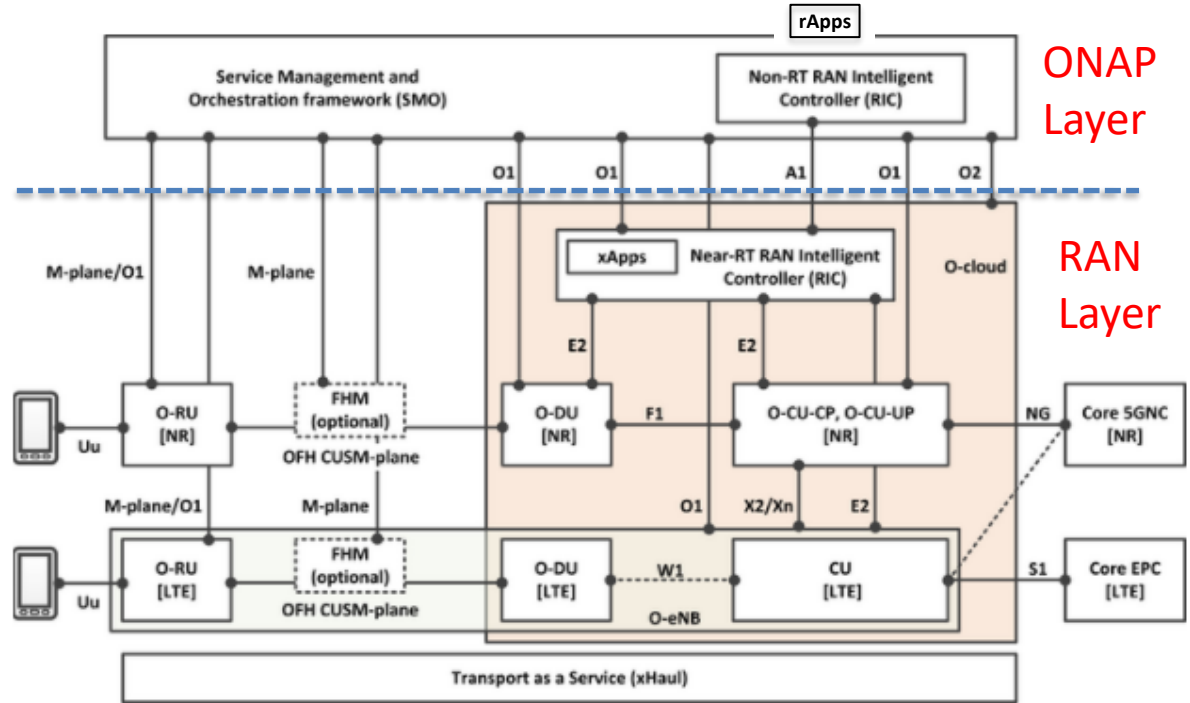 rApps
ONAP
Layer
Service Management and
Orchestration framework (SMO)
Non-RT RAN Intelligent
Controller (RIC)
O1
O1
A1
O1
O2
RAN
Layer
M-plane/O1
M-plane
xApps
Near-RT RAN Intelligent
Controller (RIC)
O-cloud
E2
E2
Uu
O-RU
[NR]
FHM
(optional)
OFH CUSM-plane
O-DU
[NR]
F1
O-CU-CP, O-CU-UP
[NR]
NG
Core 5GNC
[NR]
M-plane/O1
M-plane
O1
X2/Xn
E2
Uu
O-RU
[LTE]
FHM
(optional)
OFH CUSM-plane
O-DU
[LTE]
W1
O-eNB
CU
[LTE]
S1
Core EPC
[LTE]
Transport as a Service (xHaul)